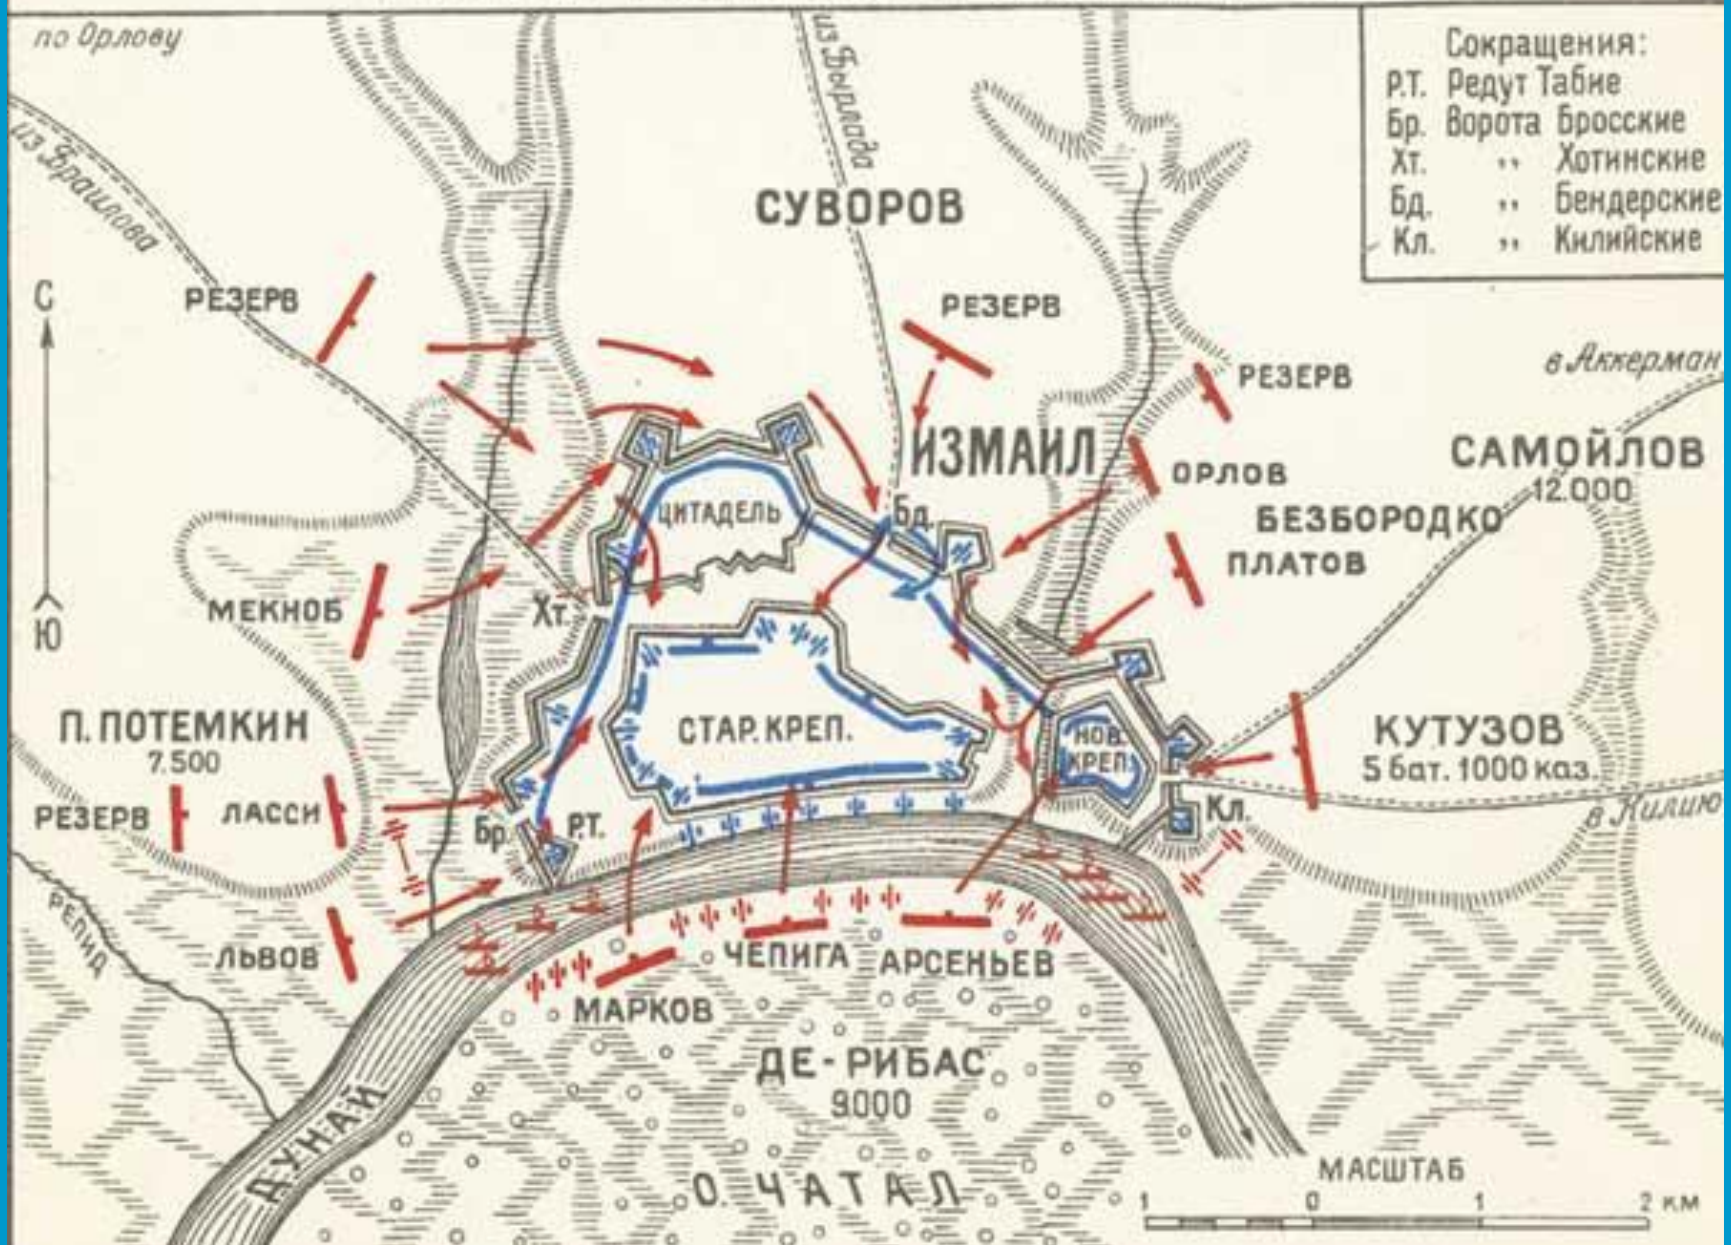 по Орлову
из Браилова
из Бырлада
Сокращения:
Р.Т. Редут Табие
Бр. Ворота Бросские
Хт. ,, Хотинские
Бд. ,, Бендерские
Кл. ,, Килийские
СУВОРОВ
С
Ю
РЕЗЕРВ
РЕЗЕРВ
РЕЗЕРВ
в Аккерман
ИЗМАИЛ
САМОЙЛОВ
12.000
ОРЛОВ
БЕЗБОРОДКО
ПЛАТОВ
ЦИТАДЕЛЬ
Бд.
МЕКНОБ
Хт.
П. ПОТЕМКИН
7.500
СТАР. КРЕП.
НОВ.
КРЕП.
КУТУЗОВ
5 бат. 1000 каз.
РЕЗЕРВ
ЛАССИ
Бр.
Р.Т.
Кл.
в Килию
РЕПИД
ЛЬВОВ
ЧЕПИГА
АРСЕНЬЕВ
МАРКОВ
ДЕ-РИБАС
9000
ДУНАЙ
О. ЧАТАЛ
МАСШТАБ
1 0 1 2 км